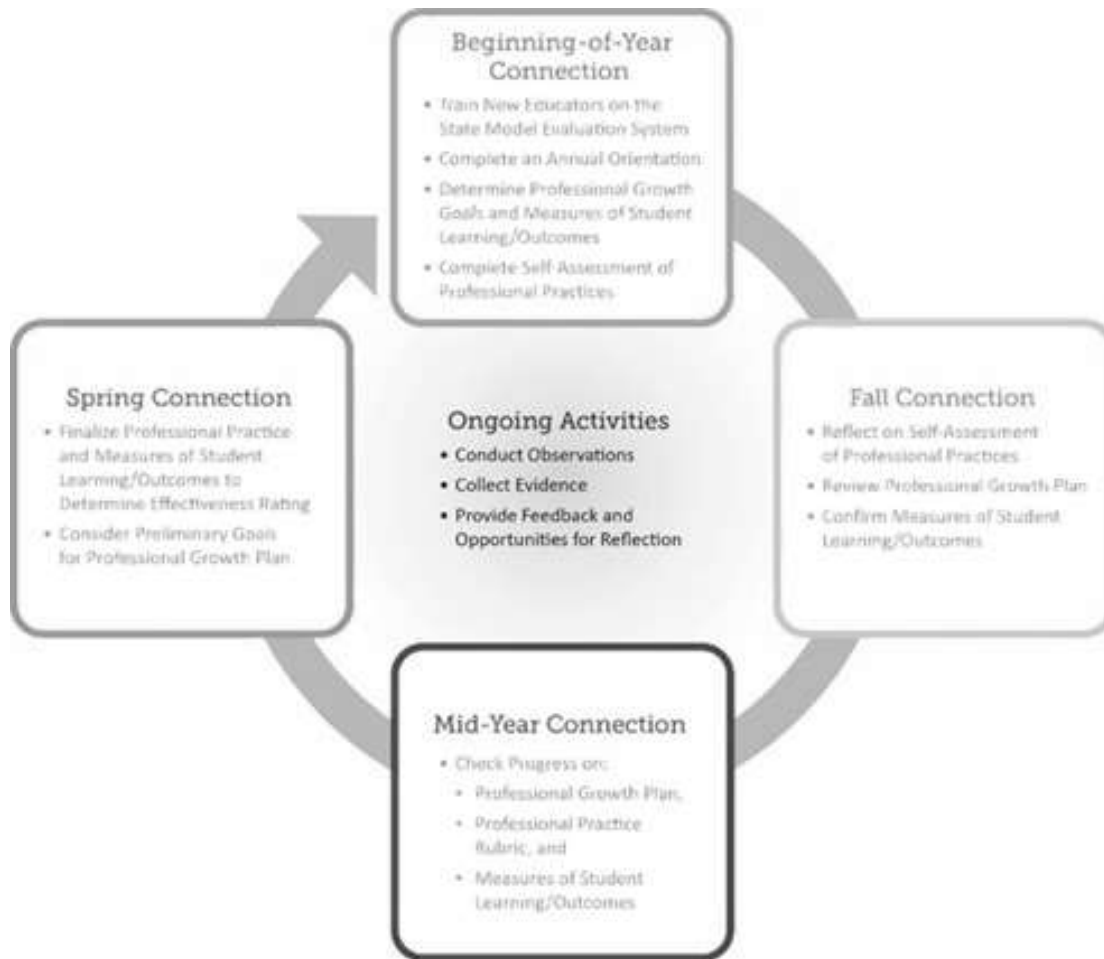 Beginning-of-Year
Connection
• Train New Educators on the
State Model Evaluation System
• Complete an Annual Orientation
• Determine Professional Growth
Goals and Measures of Student
Learning/Outcomes
• Complete Self-Assessment of
Professional Practices
Fall Connection
• Reflect on Self-Assessment
of Professional Practices
• Review Professional Growth Plan
• Confirm Measures of Student
Learning/Outcomes
Mid-Year Connection
• Check Progress on:
• Professional Growth Plan,
• Professional Practice
Rubric, and
• Measures of Student
Learning/Outcomes
Spring Connection
• Finalize Professional Practice
and Measures of Student
Learning/Outcomes to
Determine Effectiveness Rating
• Consider Preliminary Goals
for Professional Growth Plan
Ongoing Activities
• Conduct Observations
• Collect Evidence
• Provide Feedback and
Opportunities for Reflection